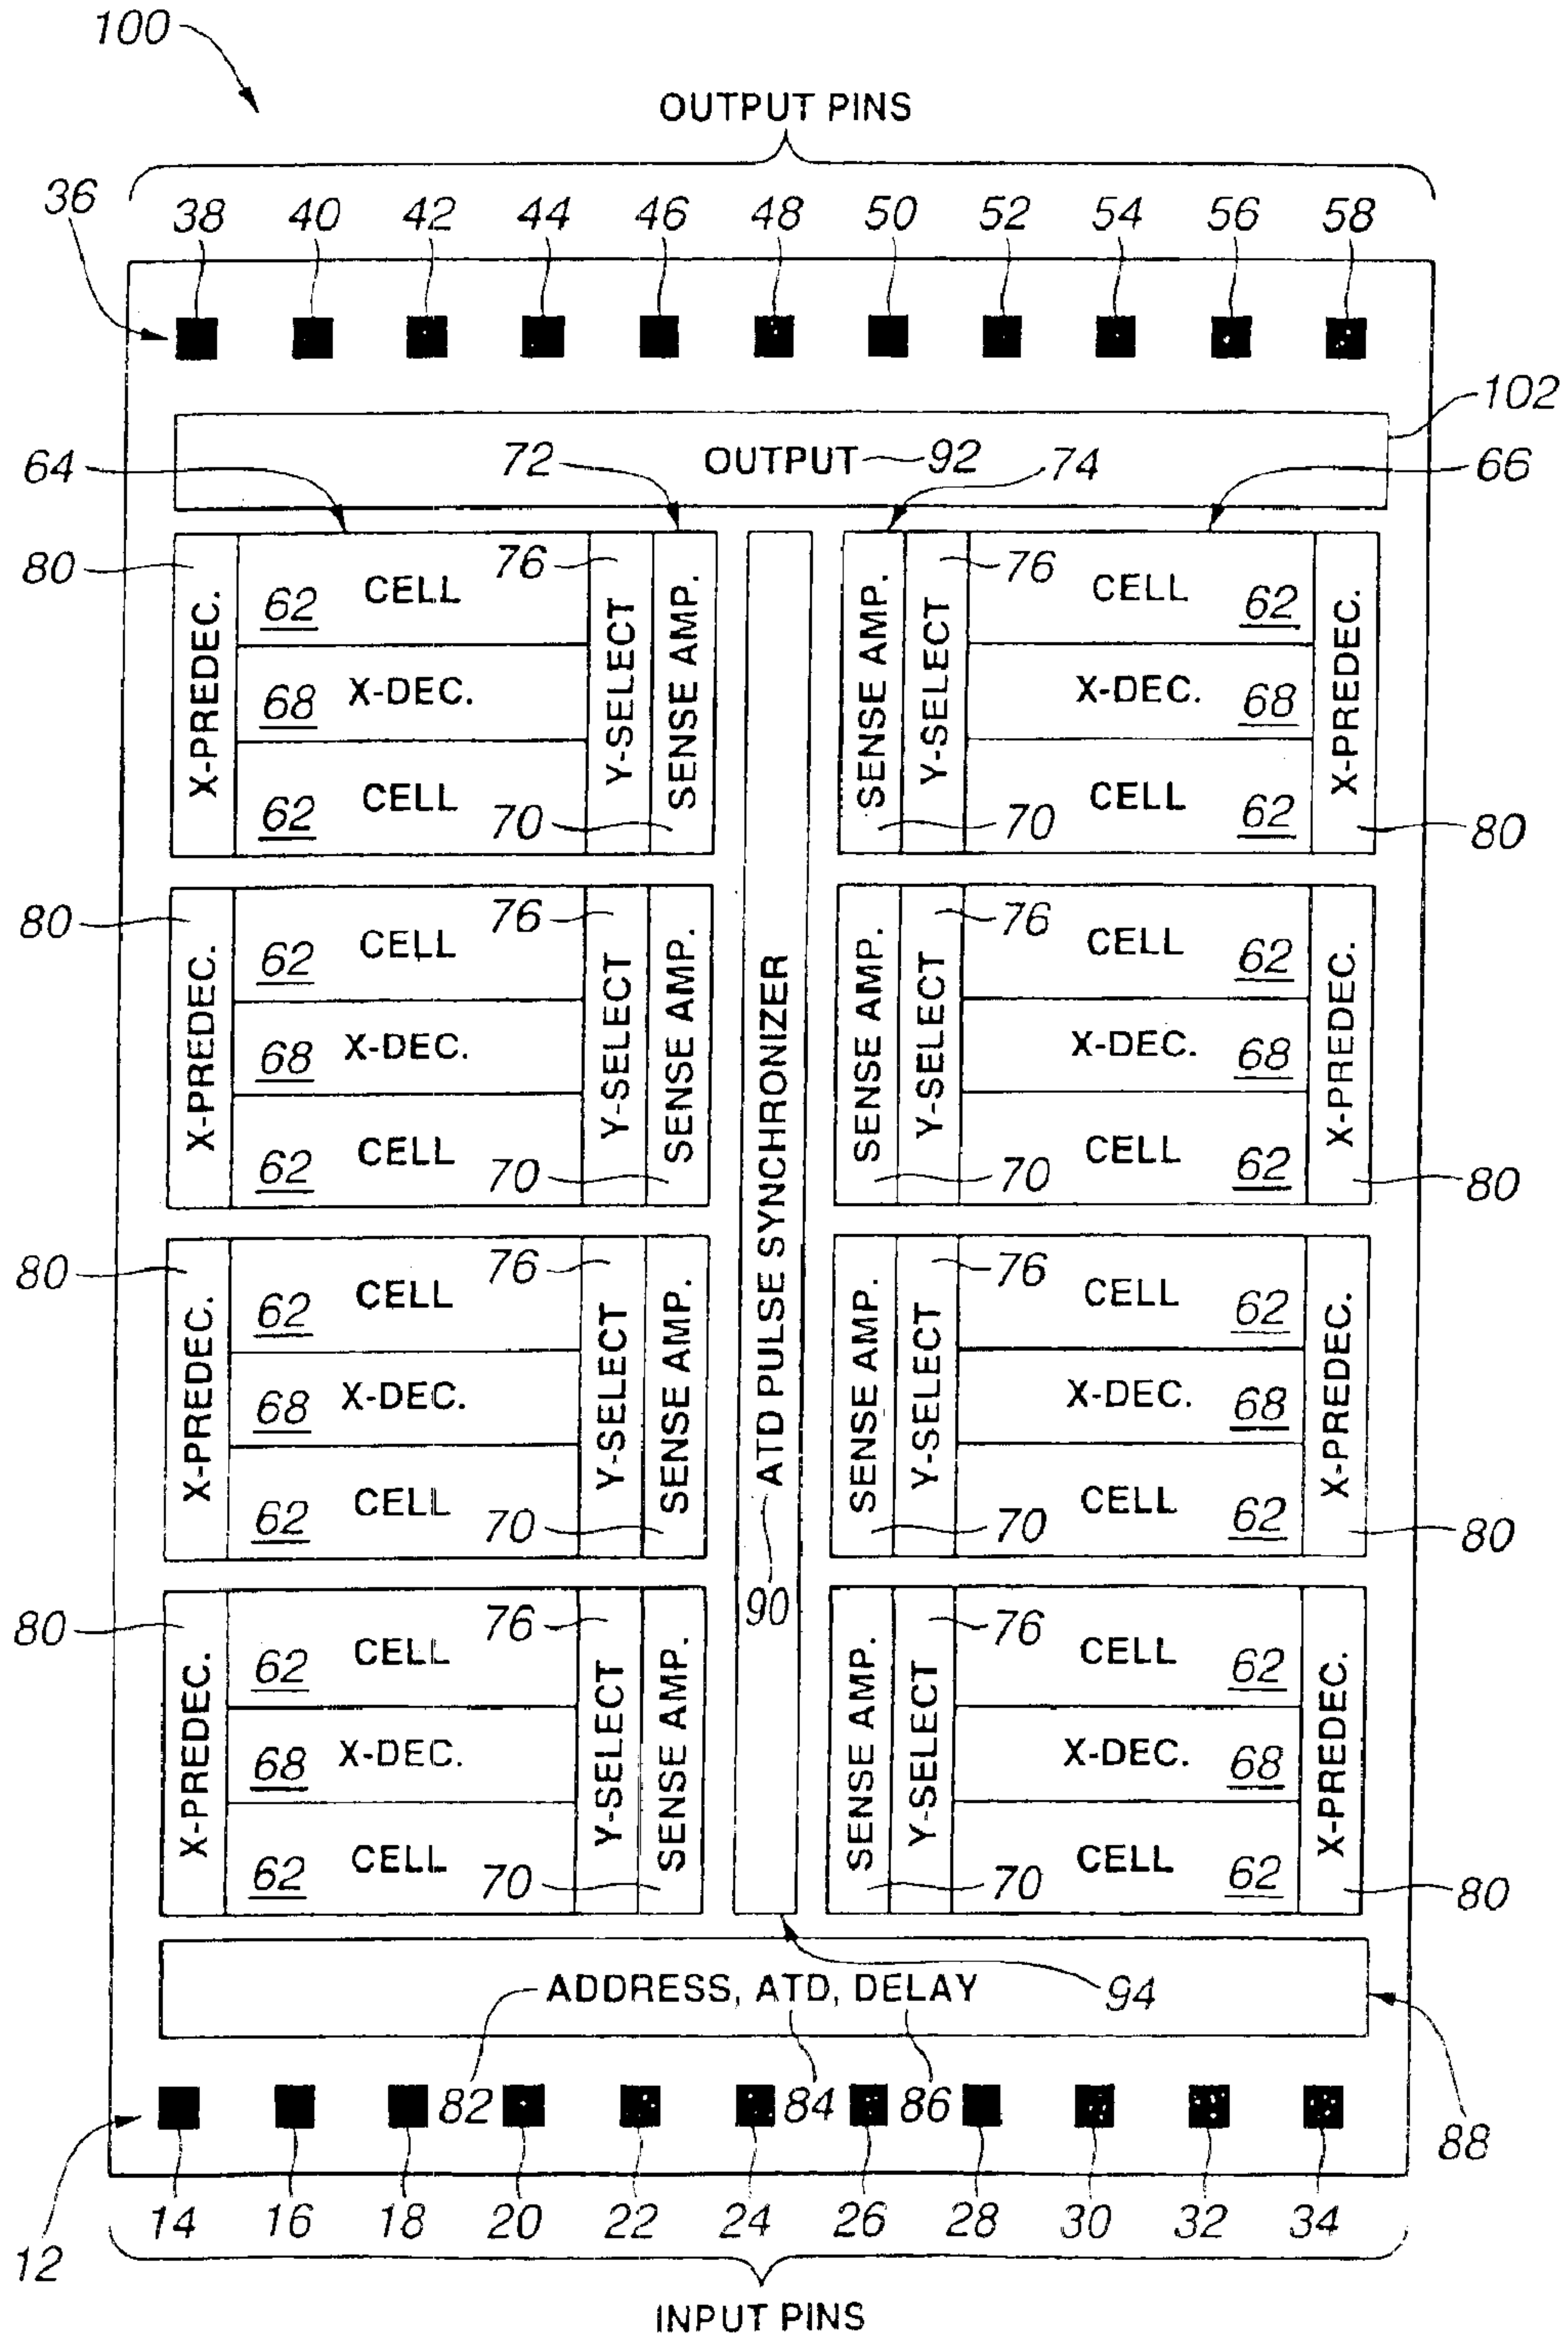 100
OUTPUT PINS
36 38 40 42 44 46 48 50 52 54 56 58
102
64 72 OUTPUT 92 74 66
80 X-PREDEC. 62 CELL 76 Y-SELECT SENSE AMP. SENSE AMP. Y-SELECT 76 CELL 62 X-PREDEC.
68 X-DEC. X-DEC. 68
62 CELL 70 70 CELL 62 80
80 X-PREDEC. 62 CELL 76 Y-SELECT SENSE AMP. SENSE AMP. Y-SELECT 76 CELL 62 X-PREDEC.
68 X-DEC. X-DEC. 68
62 CELL 70 70 CELL 62 80
ATD PULSE SYNCHRONIZER
80 X-PREDEC. 62 CELL 76 Y-SELECT SENSE AMP. SENSE AMP. Y-SELECT 76 CELL 62 X-PREDEC.
68 X-DEC. X-DEC. 68
62 CELL 70 70 CELL 62 80
90
80 X-PREDEC. 62 CELL 76 Y-SELECT SENSE AMP. SENSE AMP. Y-SELECT 76 CELL 62 X-PREDEC.
68 X-DEC. X-DEC. 68
62 CELL 70 70 CELL 62 80
ADDRESS, ATD, DELAY 94
82 84 86 88
12 14 16 18 20 22 24 26 28 30 32 34
INPUT PINS